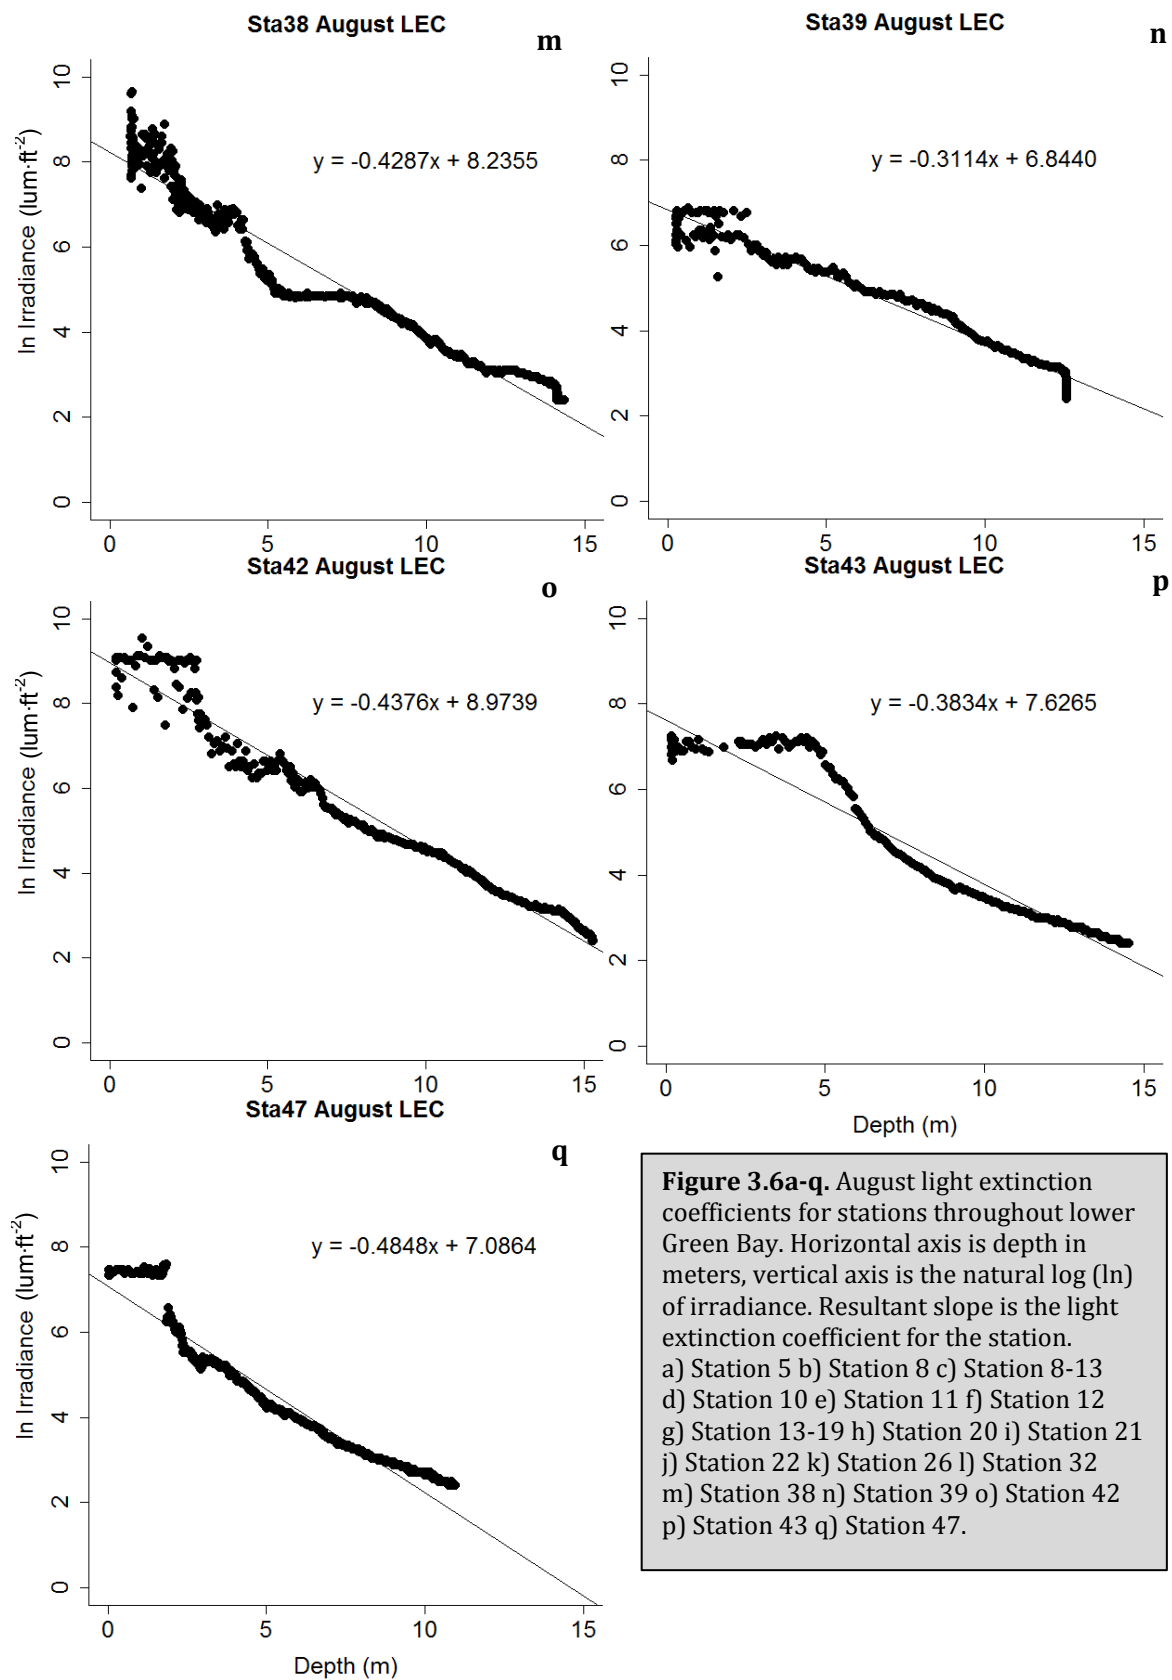 Sta38 August LEC
m
ln Irradiance (lum·ft-2)
10
8
6
4
2
0
y = -0.4287x + 8.2355
0 5 10 15
Sta39 August LEC
n
10
8
6
4
2
0
y = -0.3114x + 6.8440
0 5 10 15
Sta42 August LEC
o
ln Irradiance (lum·ft-2)
10
8
6
4
2
0
y = -0.4376x + 8.9739
0 5 10 15
Sta43 August LEC
p
10
8
6
4
2
0
y = -0.3834x + 7.6265
0 5 10 15
Depth (m)
Sta47 August LEC
q
ln Irradiance (lum·ft-2)
10
8
6
4
2
0
y = -0.4848x + 7.0864
0 5 10 15
Depth (m)
Figure 3.6a-q. August light extinction
coefficients for stations throughout lower
Green Bay. Horizontal axis is depth in
meters, vertical axis is the natural log (ln)
of irradiance. Resultant slope is the light
extinction coefficient for the station.
a) Station 5 b) Station 8 c) Station 8-13
d) Station 10 e) Station 11 f) Station 12
g) Station 13-19 h) Station 20 i) Station 21
j) Station 22 k) Station 26 l) Station 32
m) Station 38 n) Station 39 o) Station 42
p) Station 43 q) Station 47.